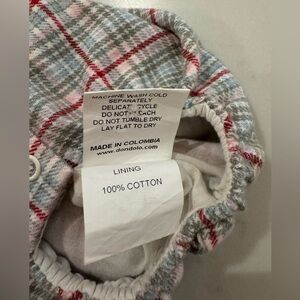 MACHINE WASH COLD
SEPARATELY
DELICATE CYCLE
DO NOT BLEACH
DO NOT TUMBLE DRY
LAY FLAT TO DRY
MADE IN COLOMBIA
www.dondolo.com
LINING
100% COTTON